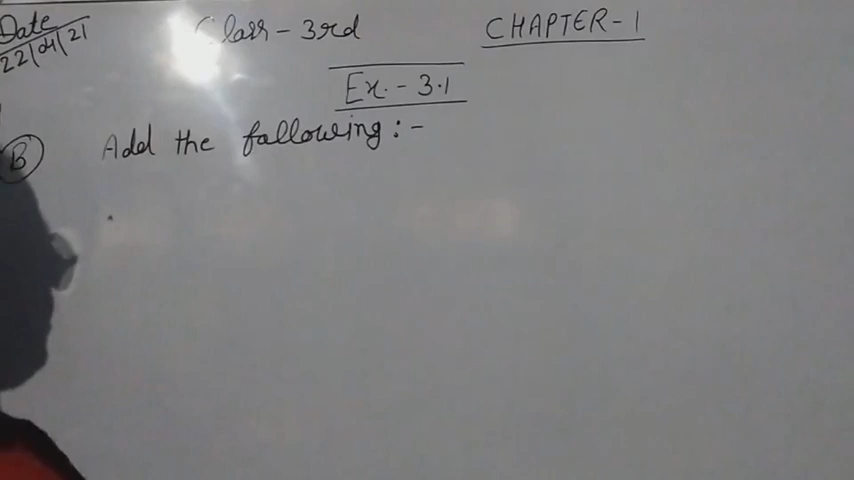 Date
22/04/21
Class - 3rd
CHAPTER - 1
Ex. - 3.1
B Add the following : -